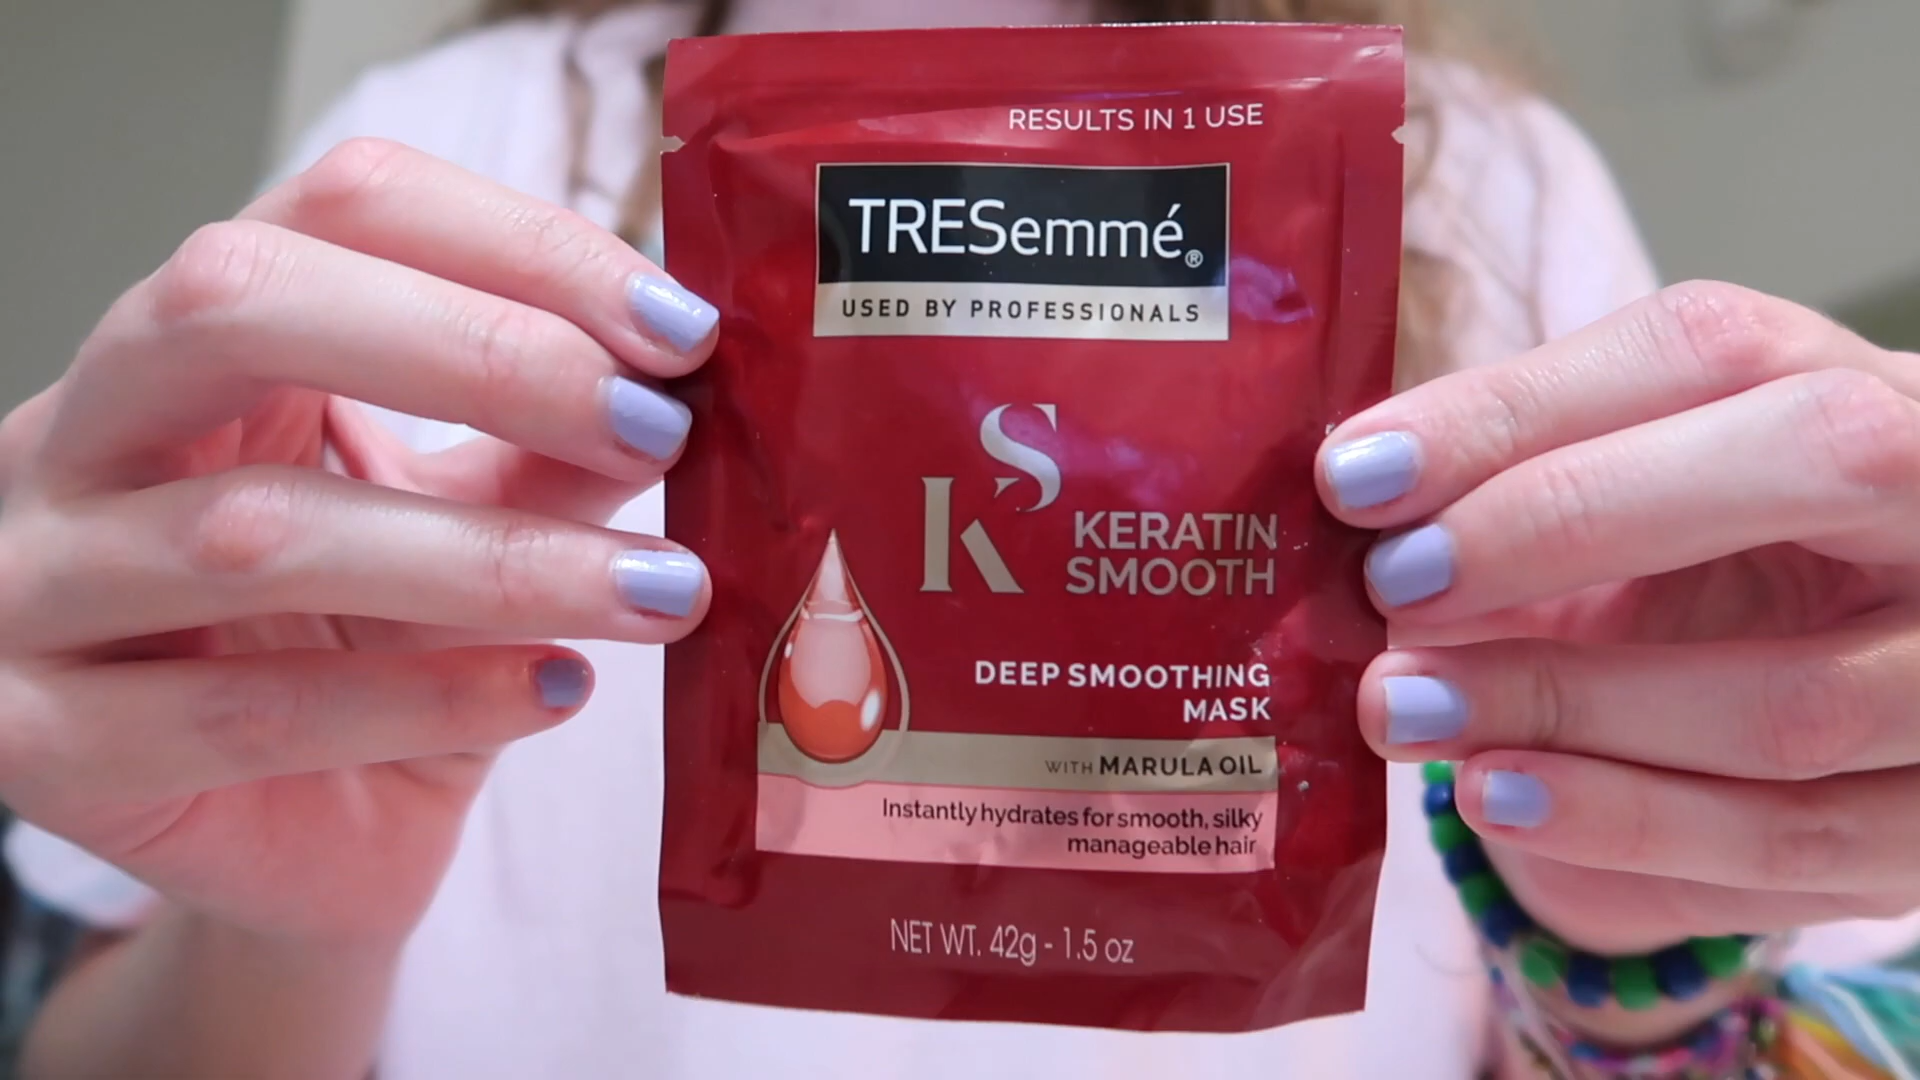 RESULTS IN 1 USE
TRESemmé®
USED BY PROFESSIONALS
KS
KERATIN
SMOOTH
DEEP SMOOTHING
MASK
WITH MARULA OIL
Instantly hydrates for smooth, silky
manageable hair
NET WT. 42g - 1.5 oz